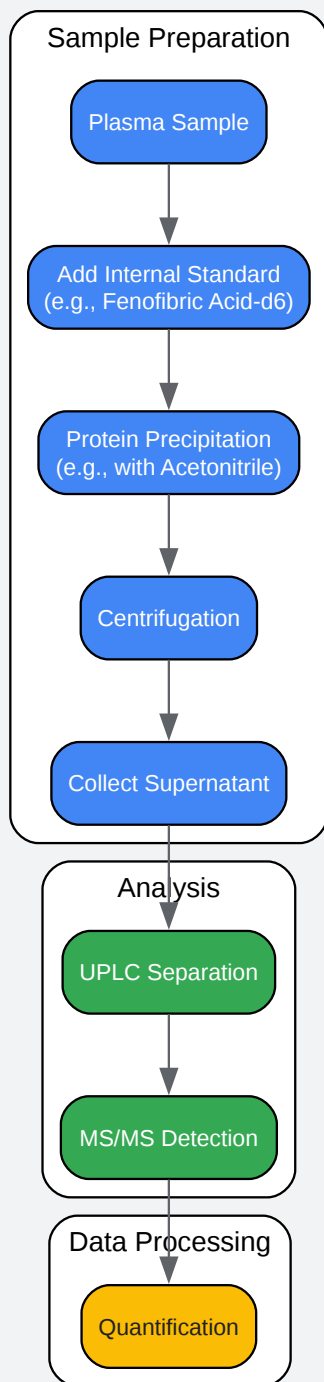 Sample Preparation
Plasma Sample
Add Internal Standard
(e.g., Fenofibric Acid-d6)
Protein Precipitation
(e.g., with Acetonitrile)
Centrifugation
Collect Supernatant
Analysis
UPLC Separation
MS/MS Detection
Data Processing
Quantification